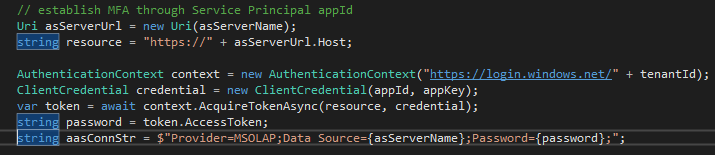 // establish MFA through Service Principal appId
Uri asServerUrl = new Uri(asServerName);
string resource = "https://" + asServerUrl.Host;
AuthenticationContext context = new AuthenticationContext("https://login.windows.net/" + tenantId);
ClientCredential credential = new ClientCredential(appId, appKey);
var token = await context.AcquireTokenAsync(resource, credential);
string password = token.AccessToken;
string aasConnStr = $"Provider=MSOLAP;Data Source={asServerName};Password={password};";